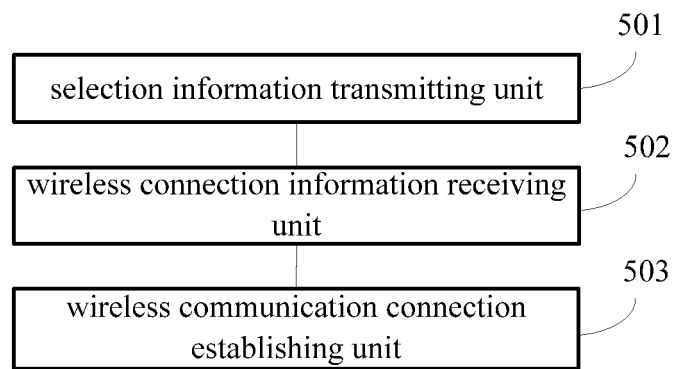 501
selection information transmitting unit
502
wireless connection information receiving
unit
503
wireless communication connection
establishing unit